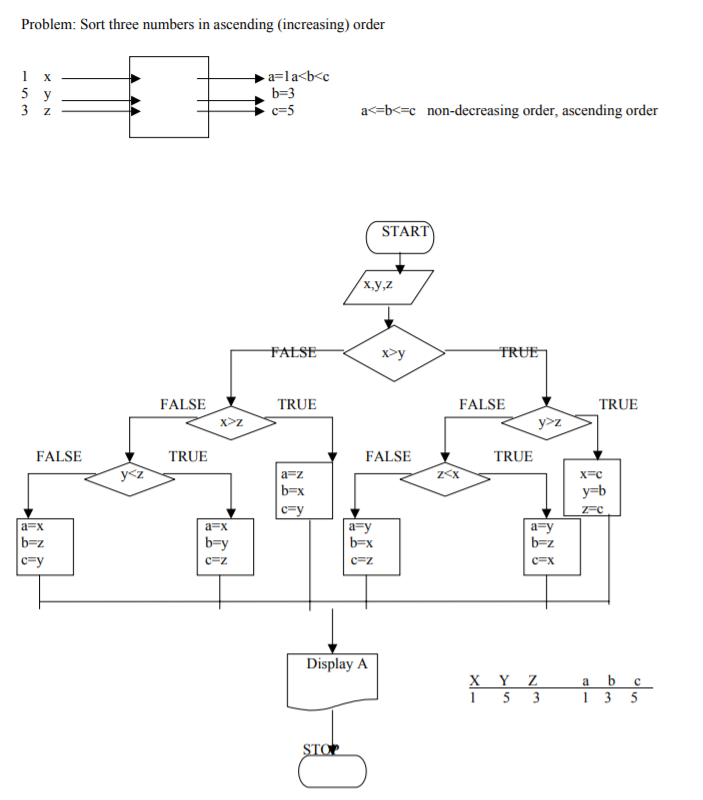 Problem: Sort three numbers in ascending (increasing) order
1 x a=1a<b<c
5 y b=3
3 z c=5 a<=b<=c non-decreasing order, ascending order
START
x,y,z
FALSE x>y TRUE
FALSE TRUE FALSE TRUE
x>z y>z
FALSE TRUE FALSE TRUE
y<z z<x
a=z
b=x
c=y
x=c
y=b
z=c
a=x
b=z
c=y
a=x
b=y
c=z
a=y
b=x
c=z
a=y
b=z
c=x
Display A
X Y Z a b c
1 5 3 1 3 5
STOP